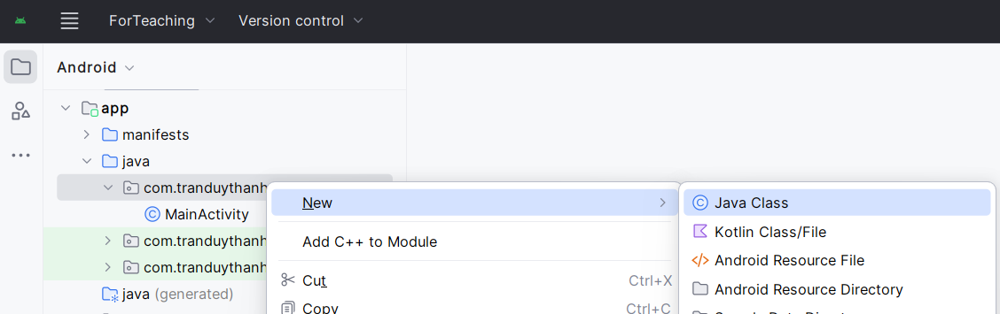 ForTeaching Version control
Android
app
manifests
java
com.tranduythanh
MainActivity
com.tranduythanh
com.tranduythanh
java (generated)
New
Add C++ to Module
Cut Ctrl+X
Copy Ctrl+C
Java Class
Kotlin Class/File
Android Resource File
Android Resource Directory